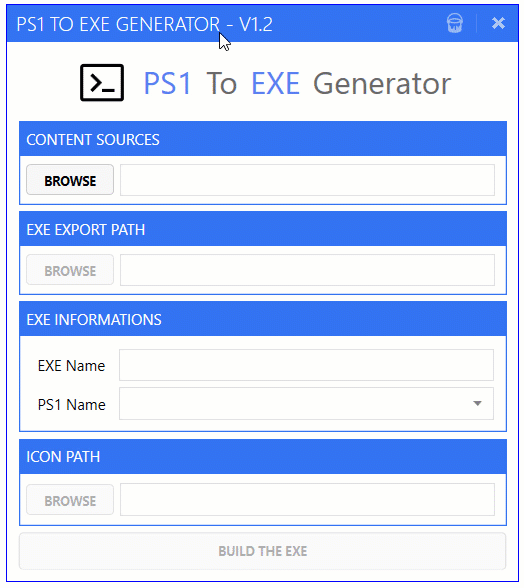 PS1 TO EXE GENERATOR - V1.2
PS1 To EXE Generator
CONTENT SOURCES
BROWSE
EXE EXPORT PATH
BROWSE
EXE INFORMATIONS
EXE Name
PS1 Name
ICON PATH
BROWSE
BUILD THE EXE